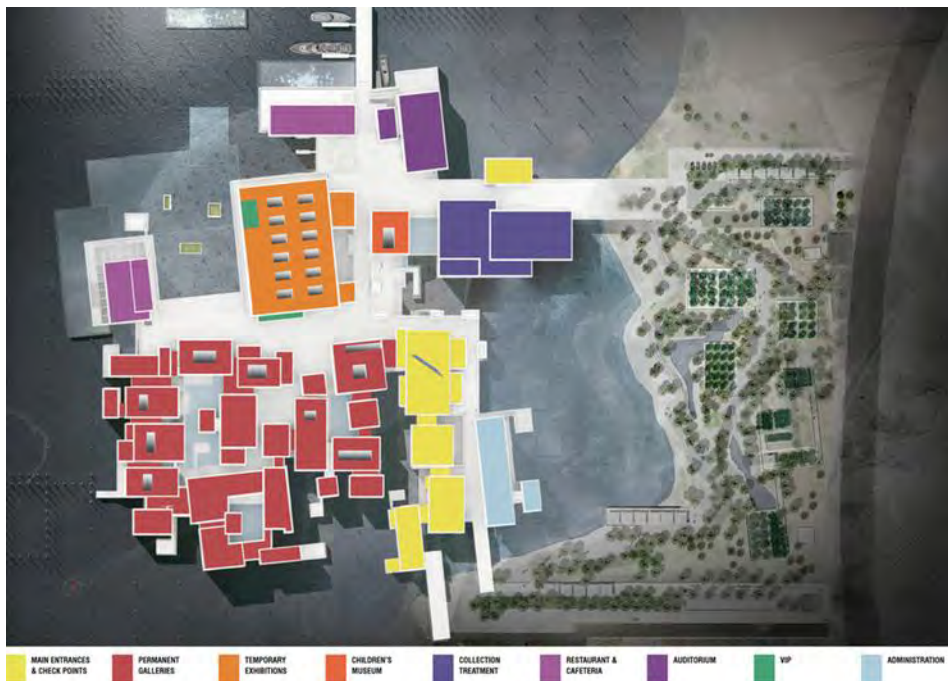 MAIN ENTRANCES
& CHECK POINTS
PERMANENT
GALLERIES
TEMPORARY
EXHIBITIONS
CHILDREN'S
MUSEUM
COLLECTION
TREATMENT
RESTAURANT &
CAFETERIA
AUDITORIUM
VIP
ADMINISTRATION